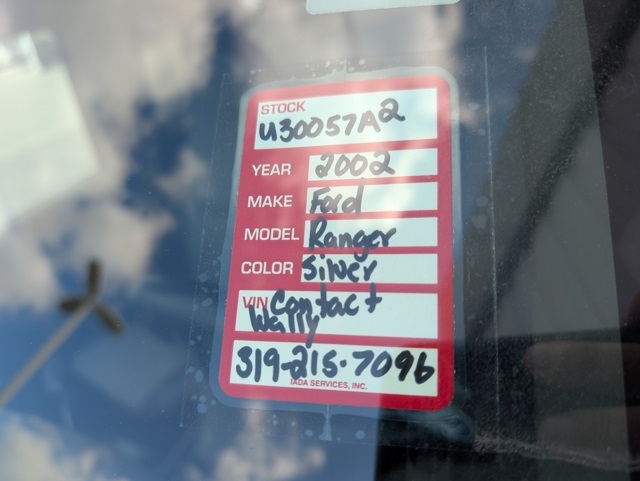 STOCK
U30057A2
YEAR 2002
MAKE Ford
MODEL Ranger
COLOR Silver
VIN Contact
Wally
319-215-7096
IADA SERVICES, INC.